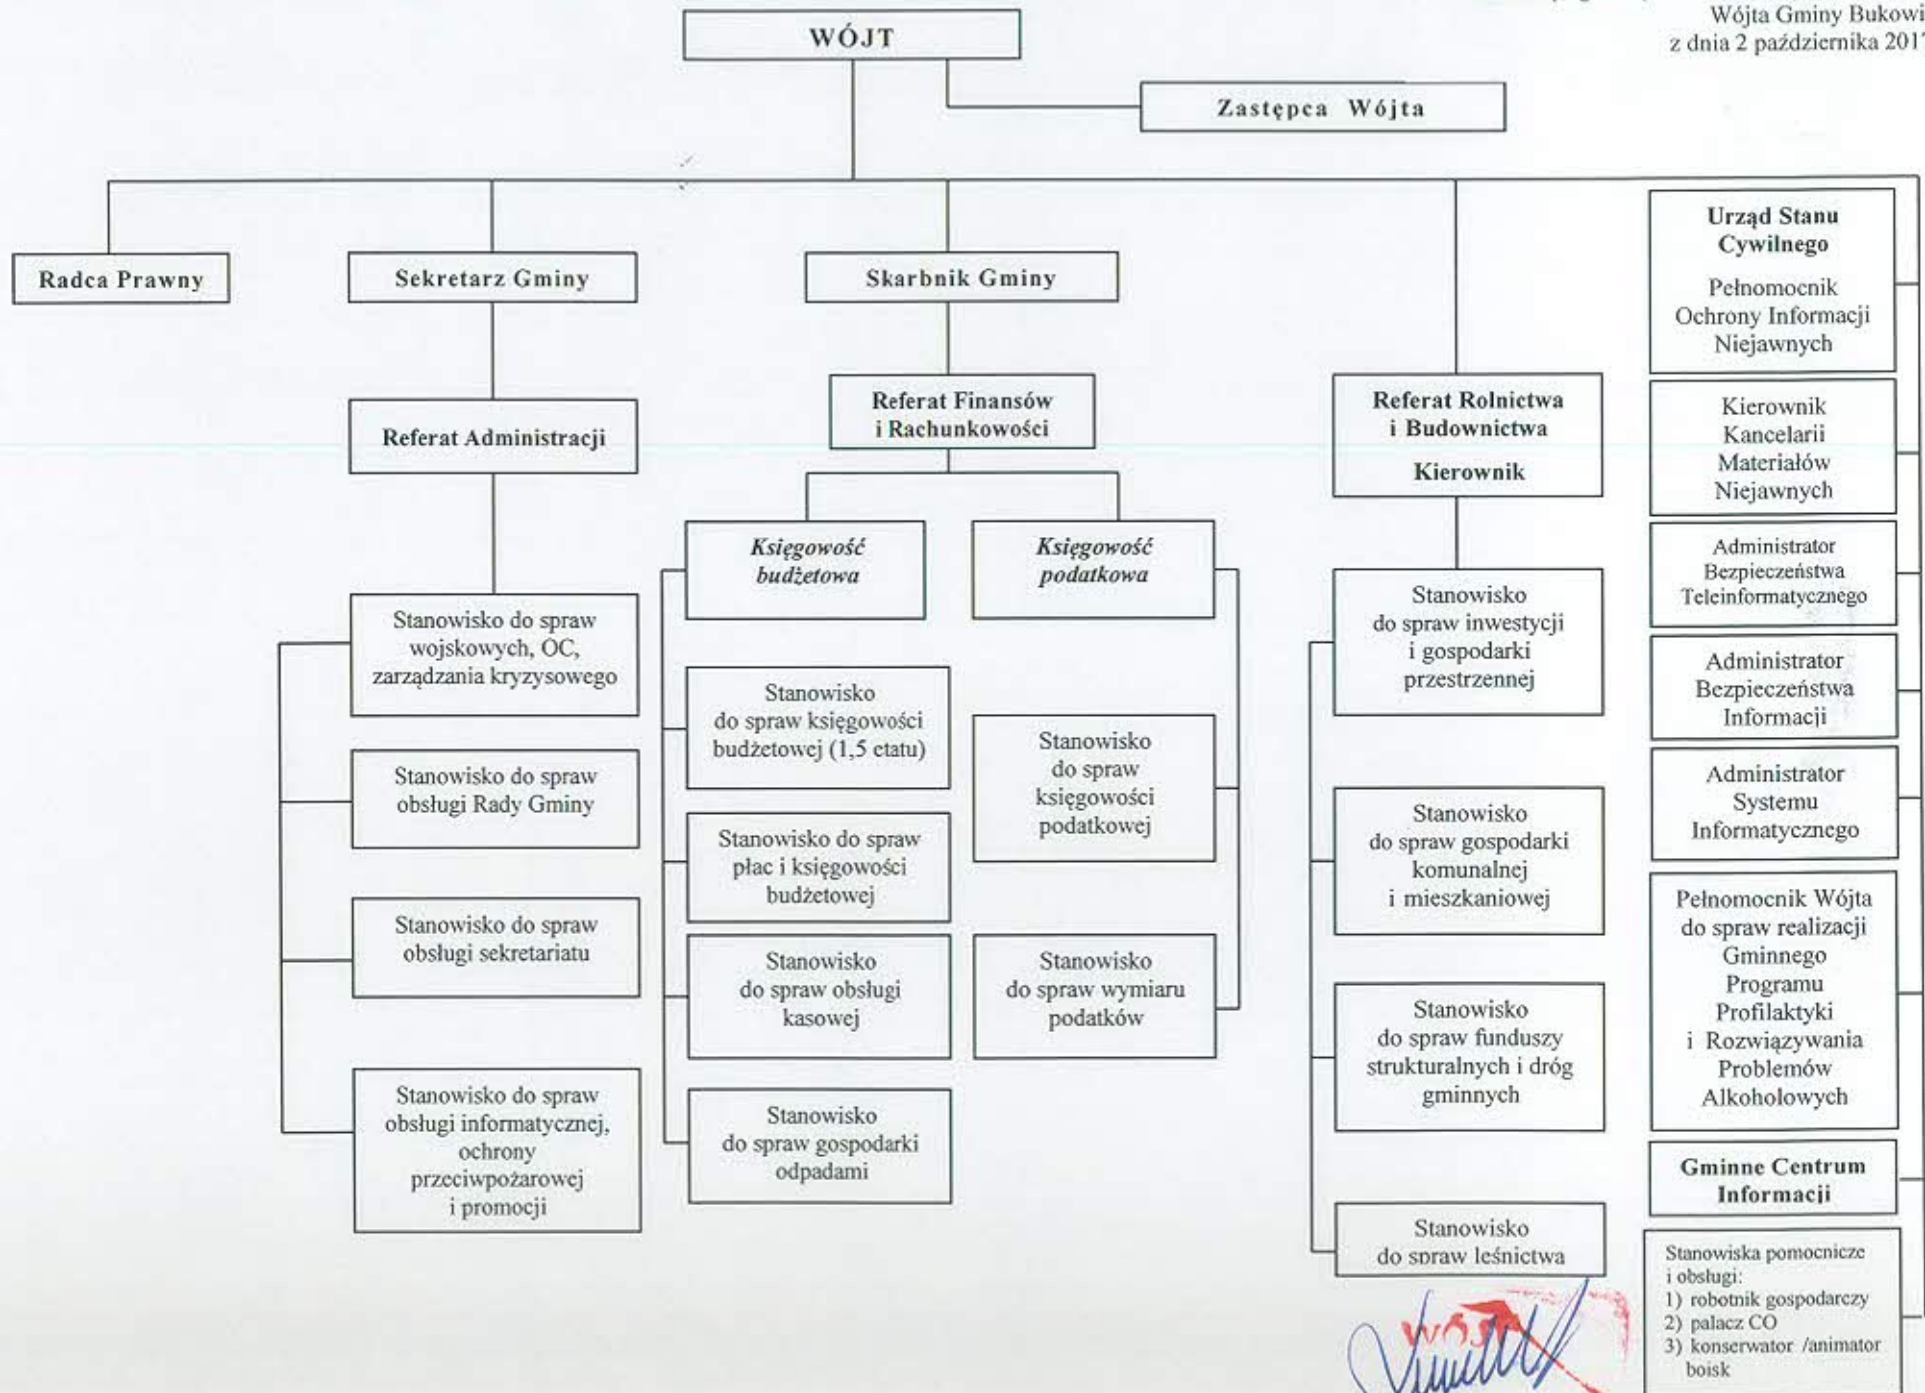 Wójta Gminy Bukowi
z dnia 2 października 2017
WÓJT
Zastępca Wójta
Radca Prawny
Sekretarz Gminy
Skarbnik Gminy
Referat Administracji
Referat Finansów
i Rachunkowości
Referat Rolnictwa
i Budownictwa
Kierownik
Stanowisko do spraw
wojskowych, OC,
zarządzania kryzysowego
Stanowisko do spraw
obsługi Rady Gminy
Stanowisko do spraw
obsługi sekretariatu
Stanowisko do spraw
obsługi informatycznej,
ochrony
przeciwpożarowej
i promocji
Księgowość
budżetowa
Stanowisko
do spraw księgowości
budżetowej (1,5 etatu)
Stanowisko do spraw
płac i księgowości
budżetowej
Stanowisko
do spraw obsługi
kasowej
Stanowisko
do spraw gospodarki
odpadami
Księgowość
podatkowa
Stanowisko
do spraw
księgowości
podatkowej
Stanowisko
do spraw wymiaru
podatków
Stanowisko
do spraw inwestycji
i gospodarki
przestrzennej
Stanowisko
do spraw gospodarki
komunalnej
i mieszkaniowej
Stanowisko
do spraw funduszy
strukturalnych i dróg
gminnych
Stanowisko
do spraw leśnictwa
Urząd Stanu
Cywilnego
Pełnomocnik
Ochrony Informacji
Niejawnych
Kierownik
Kancelarii
Materiałów
Niejawnych
Administrator
Bezpieczeństwa
Teleinformatycznego
Administrator
Bezpieczeństwa
Informacji
Administrator
Systemu
Informatycznego
Pełnomocnik Wójta
do spraw realizacji
Gminnego
Programu
Profilaktyki
i Rozwiązywania
Problemów
Alkoholowych
Gminne Centrum
Informacji
Stanowiska pomocnicze
i obsługi:
1) robotnik gospodarczy
2) palacz CO
3) konserwator /animator
boisk
WÓJT